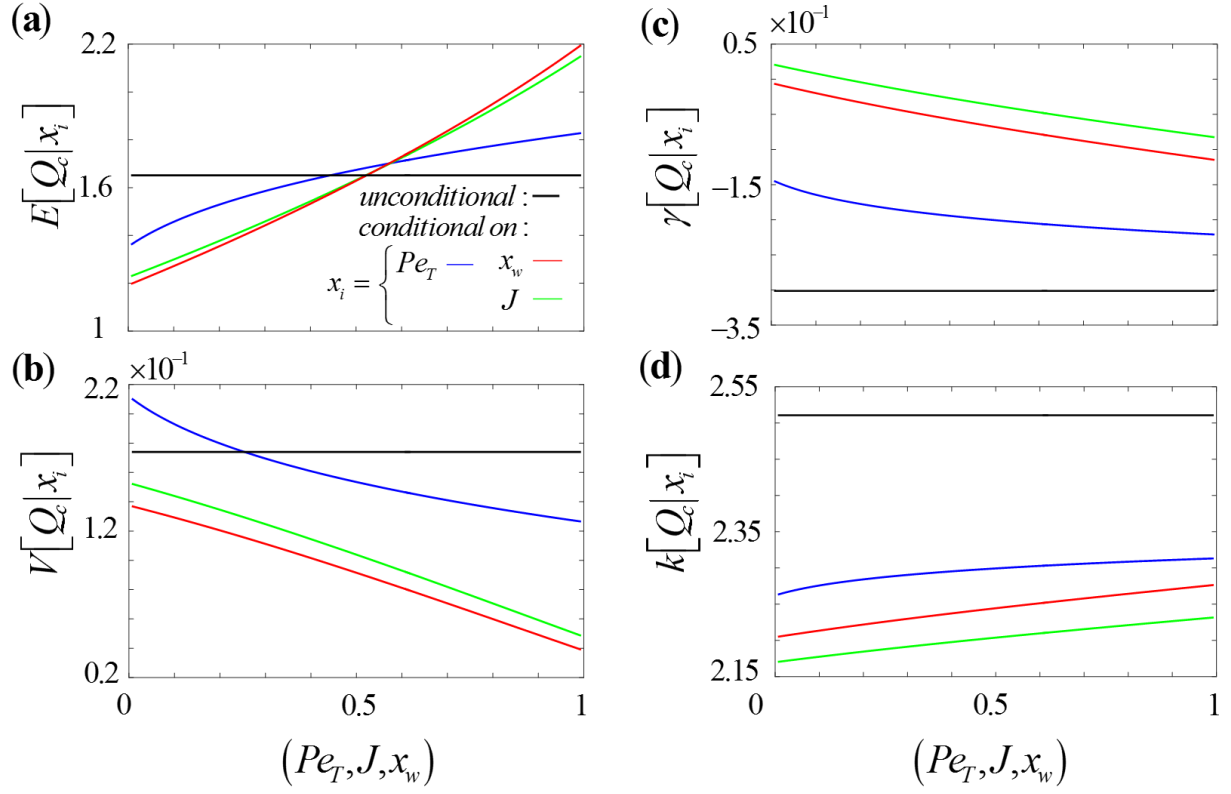 (a)
2.2
1.6
1
E[Q_c|x_i]
unconditional :
conditional on :
x_i = { Pe_T x_w
J
(b)
×10⁻¹
2.2
1.2
0.2
V[Q_c|x_i]
0 0.5 1
(Pe_T, J, x_w)
(c)
×10⁻¹
0.5
−1.5
−3.5
γ[Q_c|x_i]
(d)
2.55
2.35
2.15
k[Q_c|x_i]
0 0.5 1
(Pe_T, J, x_w)